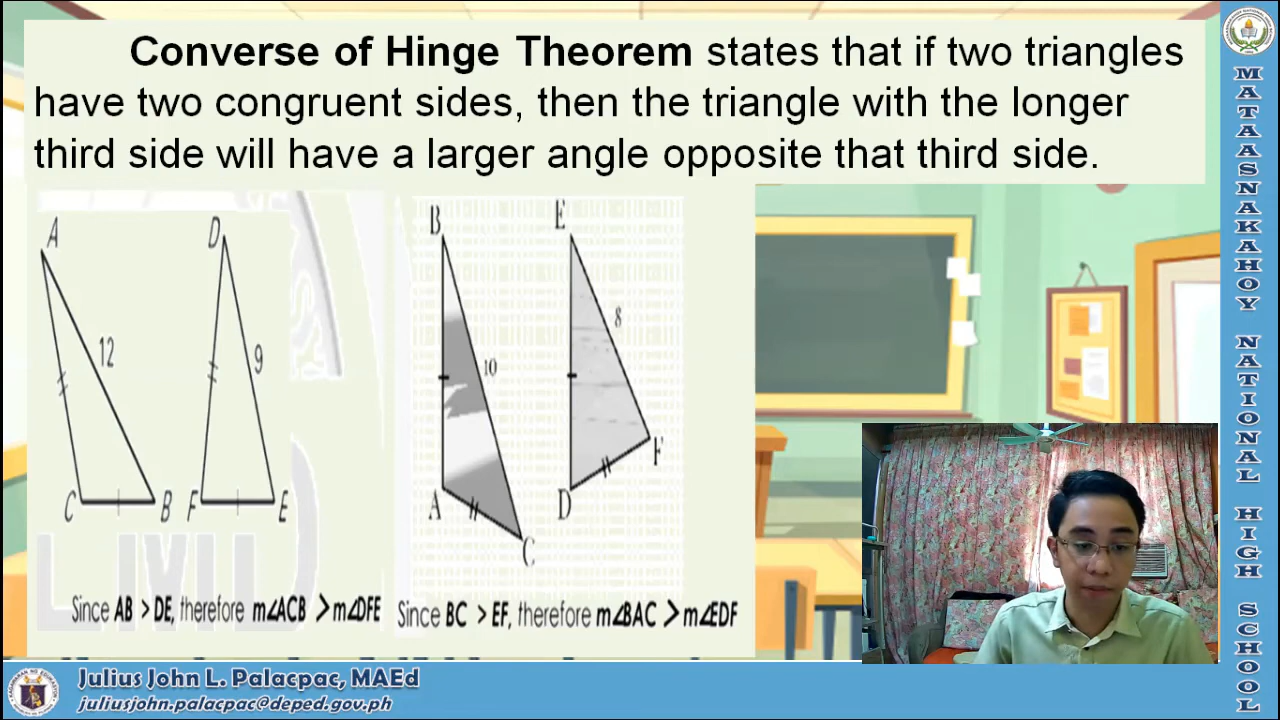 Converse of Hinge Theorem states that if two triangles
have two congruent sides, then the triangle with the longer
third side will have a larger angle opposite that third side.
A
D
12
9
C
B
F
E
Since AB > DE, therefore m∠ACB > m∠DFE
B
E
8
10
A
D
F
C
Since BC > EF, therefore m∠BAC > m∠EDF
MATASNAKAHOY NATIONAL HIGH SCHOOL
Julius John L. Palacpac, MAEd
juliusjohn.palacpac@deped.gov.ph